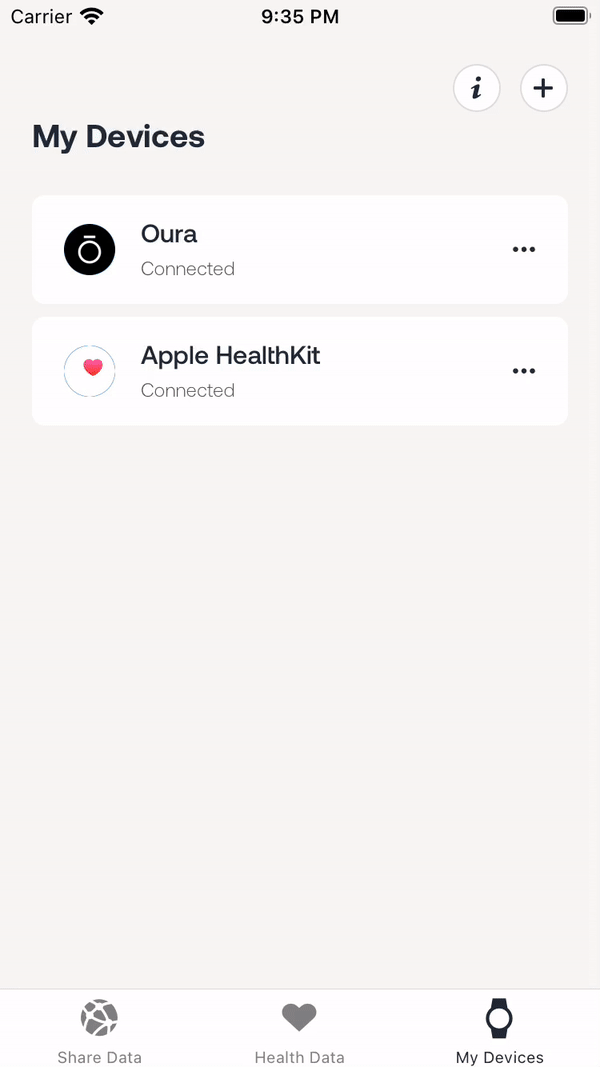 Carrier 9:35 PM
i +
My Devices
Oura
Connected
Apple HealthKit
Connected
Share Data Health Data My Devices